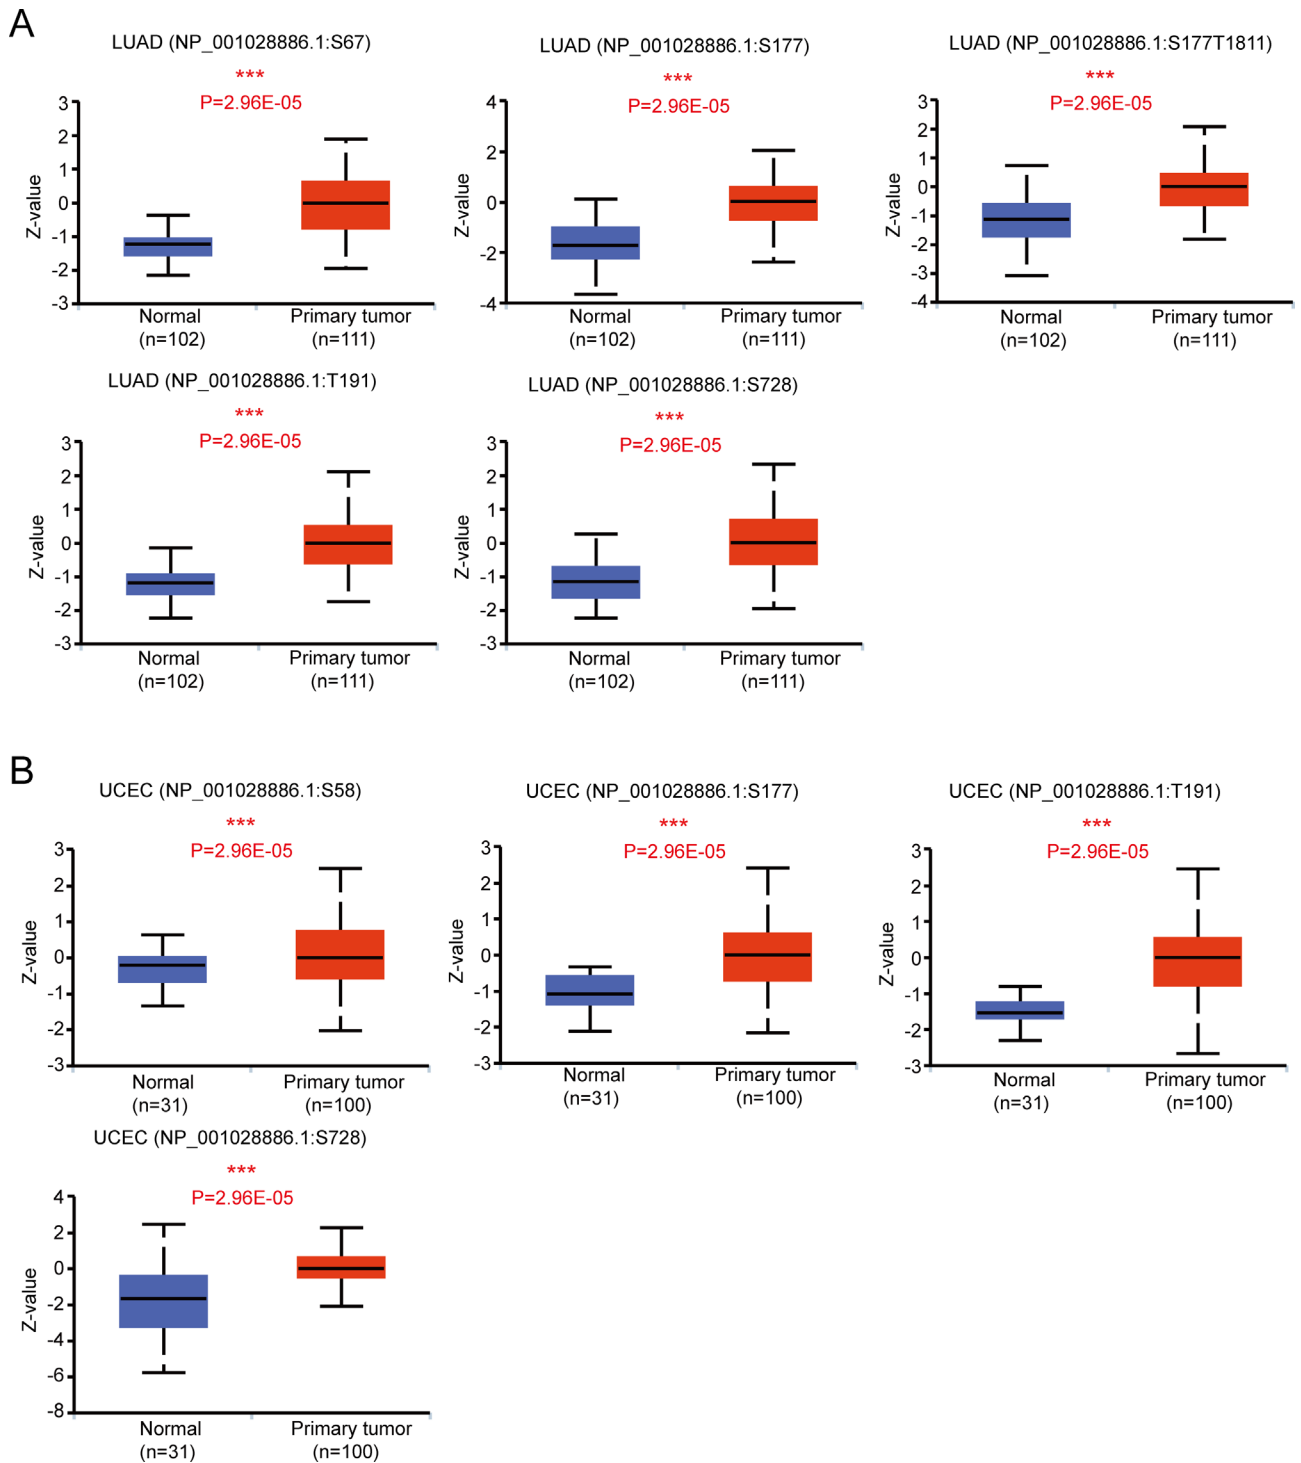 A
LUAD (NP_001028886.1:S67)
***
P=2.96E-05
3
2
1
0
-1
-2
-3
Z-value
Normal
(n=102)
Primary tumor
(n=111)
LUAD (NP_001028886.1:S177)
***
P=2.96E-05
4
2
0
-2
-4
Z-value
Normal
(n=102)
Primary tumor
(n=111)
LUAD (NP_001028886.1:S177T1811)
***
P=2.96E-05
3
2
1
0
-1
-2
-3
-4
Z-value
Normal
(n=102)
Primary tumor
(n=111)
LUAD (NP_001028886.1:T191)
***
P=2.96E-05
3
2
1
0
-1
-2
-3
Z-value
Normal
(n=102)
Primary tumor
(n=111)
LUAD (NP_001028886.1:S728)
***
P=2.96E-05
3
2
1
0
-1
-2
-3
Z-value
Normal
(n=102)
Primary tumor
(n=111)
B
UCEC (NP_001028886.1:S58)
***
P=2.96E-05
3
2
1
0
-1
-2
-3
Z-value
Normal
(n=31)
Primary tumor
(n=100)
UCEC (NP_001028886.1:S177)
***
P=2.96E-05
3
2
1
0
-1
-2
-3
Z-value
Normal
(n=31)
Primary tumor
(n=100)
UCEC (NP_001028886.1:T191)
***
P=2.96E-05
3
2
1
0
-1
-2
-3
Z-value
Normal
(n=31)
Primary tumor
(n=100)
UCEC (NP_001028886.1:S728)
***
P=2.96E-05
4
2
0
-2
-4
-6
-8
Z-value
Normal
(n=31)
Primary tumor
(n=100)